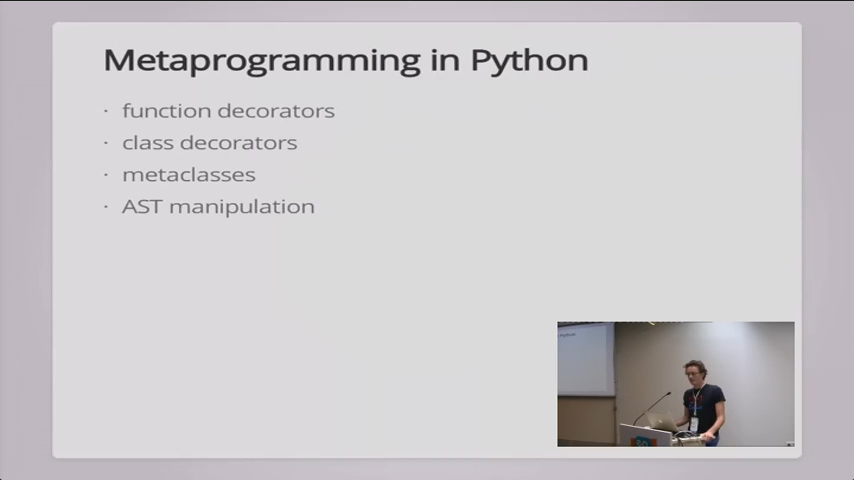 Metaprogramming in Python
· function decorators
· class decorators
· metaclasses
· AST manipulation